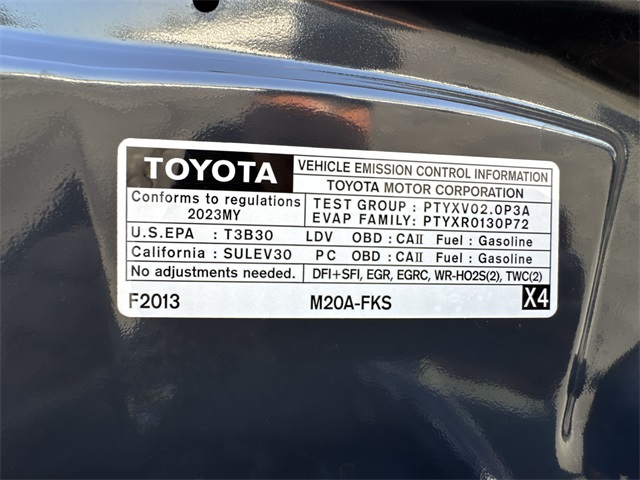 TOYOTA
VEHICLE EMISSION CONTROL INFORMATION
TOYOTA MOTOR CORPORATION
Conforms to regulations
2023MY
TEST GROUP : PTYXV02.0P3A
EVAP FAMILY: PTYXR0130P72
U.S.EPA : T3B30 LDV OBD : CAII Fuel : Gasoline
California : SULEV30 PC OBD : CAII Fuel : Gasoline
No adjustments needed. DFI+SFI, EGR, EGRC, WR-HO2S(2), TWC(2)
F2013 M20A-FKS X4